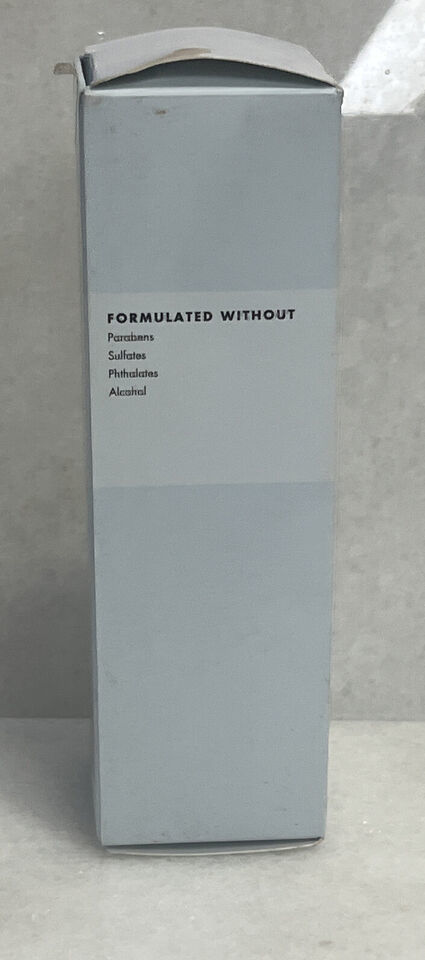 FORMULATED WITHOUT
Parabens
Sulfates
Phthalates
Alcohol